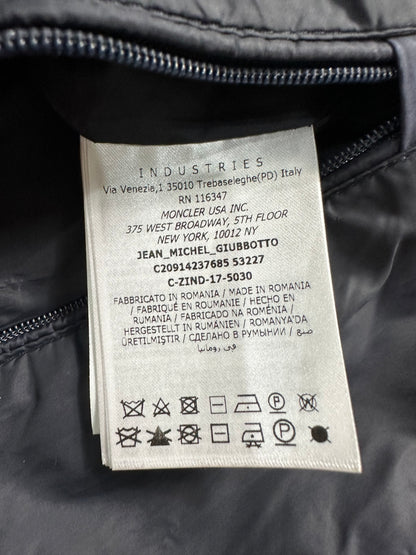 INDUSTRIES
Via Venezia,1 35010 Trebaseleghe(PD) Italy
RN 116347
MONCLER USA INC.
375 WEST BROADWAY, 5TH FLOOR
NEW YORK, 10012 NY
JEAN_MICHEL_GIUBBOTTO
C20914237685 53227
C-ZIND-17-5030
FABBRICATO IN ROMANIA / MADE IN ROMANIA
/ FABRIQUÉ EN ROUMANIE / HECHO EN
RUMANIA / FABRICADO NA ROMÉNIA /
HERGESTELLT IN RUMÄNIEN / ROMANYA'DA
ÜRETILMIŞTIR / СДЕЛАНО В РУМЫНИИ / صنع
في رومانيا